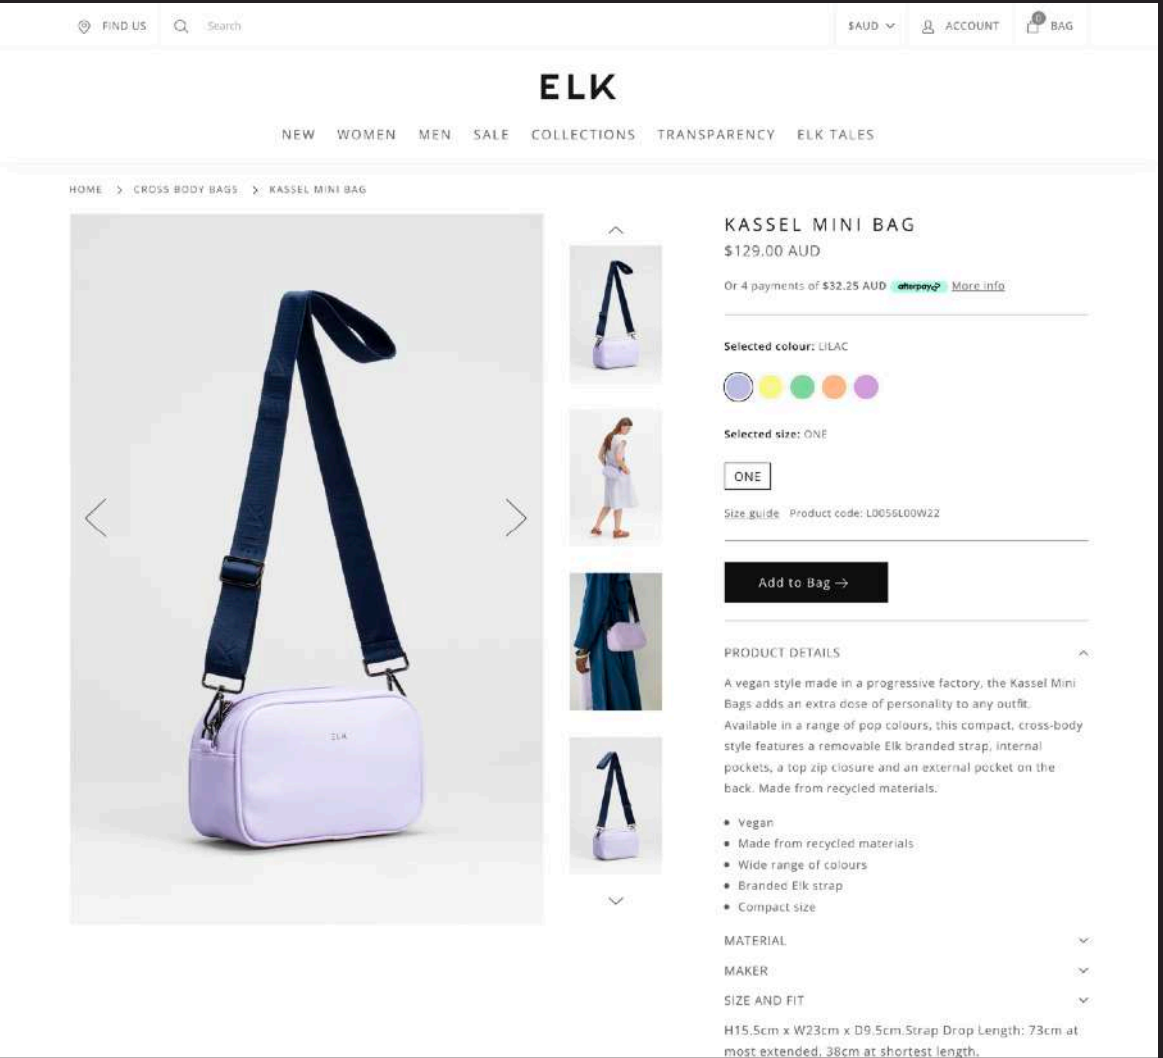 FIND US
Search
$AUD
ACCOUNT
0
BAG
ELK
NEW WOMEN MEN SALE COLLECTIONS TRANSPARENCY ELK TALES
HOME > CROSS BODY BAGS > KASSEL MINI BAG
ELK
ELK
KASSEL MINI BAG
$129.00 AUD
Or 4 payments of $32.25 AUD afterpay More info
Selected colour: LILAC
Selected size: ONE
ONE
Size guide Product code: L0056L00W22
Add to Bag →
PRODUCT DETAILS
A vegan style made in a progressive factory, the Kassel Mini
Bags adds an extra dose of personality to any outfit.
Available in a range of pop colours, this compact, cross-body
style features a removable Elk branded strap, internal
pockets, a top zip closure and an external pocket on the
back. Made from recycled materials.
• Vegan
• Made from recycled materials
• Wide range of colours
• Branded Elk strap
• Compact size
MATERIAL
MAKER
SIZE AND FIT
H15.5cm x W23cm x D9.5cm.Strap Drop Length: 73cm at
most extended, 38cm at shortest length.